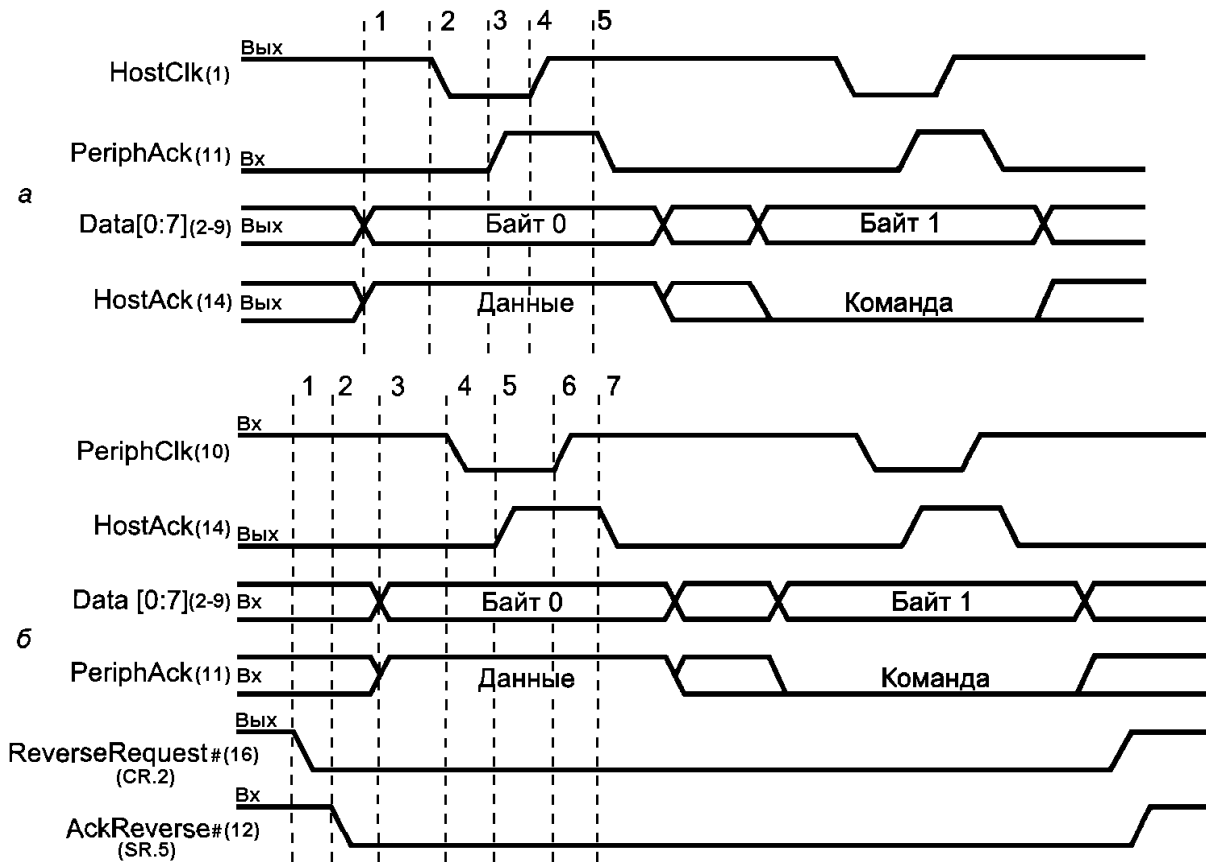 1 2 3 4 5
Вых
HostClk(1)
PeriphAck(11) Вх
а
Data[0:7](2-9) Вых Байт 0 Байт 1
HostAck(14) Вых Данные Команда
1 2 3 4 5 6 7
Вх
PeriphClk(10)
HostAck(14) Вых
Data [0:7](2-9) Вх Байт 0 Байт 1
б
PeriphAck(11) Вх Данные Команда
Вых
ReverseRequest#(16)
(CR.2)
Вх
AckReverse#(12)
(SR.5)